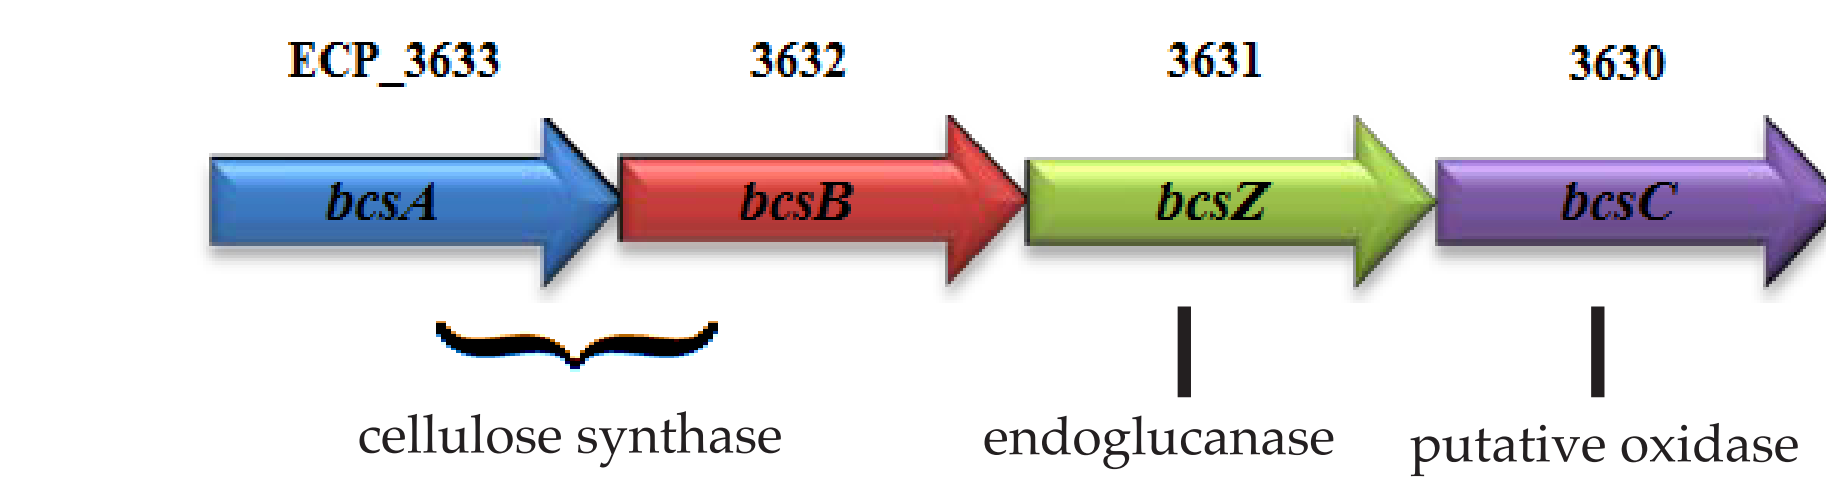 ECP_3633 3632 3631 3630
bcsA bcsB bcsZ bcsC
cellulose synthase endoglucanase putative oxidase